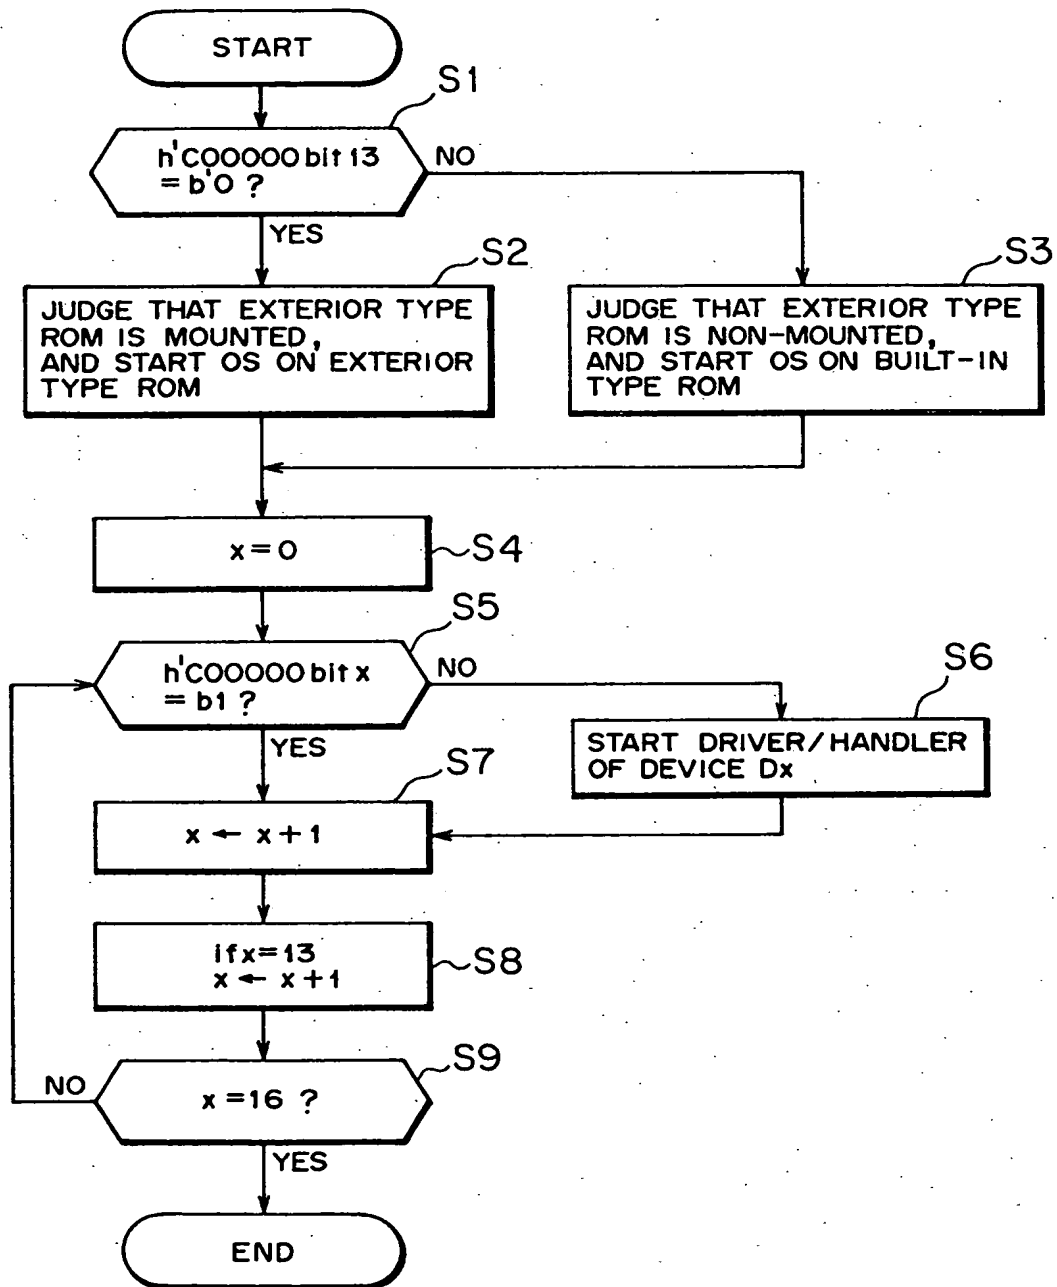 START
S1
h'C00000 bit 13
= b'0 ?
NO
YES
S2
S3
JUDGE THAT EXTERIOR TYPE
ROM IS MOUNTED,
AND START OS ON EXTERIOR
TYPE ROM
JUDGE THAT EXTERIOR TYPE
ROM IS NON-MOUNTED,
AND START OS ON BUILT-IN
TYPE ROM
x = 0
S4
S5
h'C00000 bit x
= b1 ?
NO
YES
S6
START DRIVER/HANDLER
OF DEVICE Dx
S7
x ← x + 1
if x = 13
x ← x + 1
S8
S9
x = 16 ?
NO
YES
END